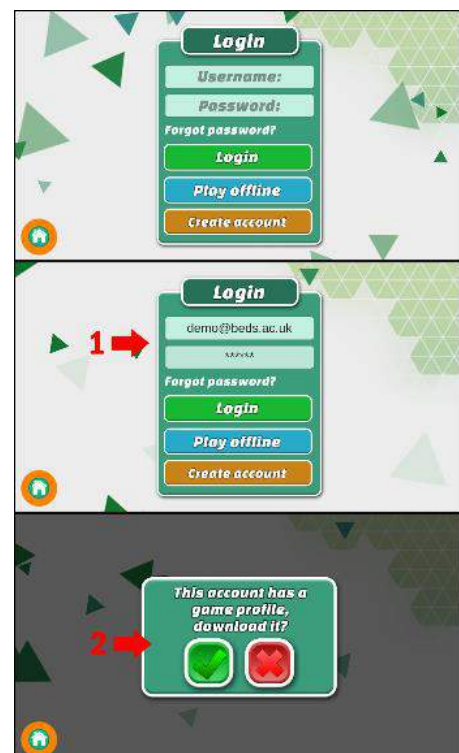 Login
Username:
Password:
Forgot password?
Login
Play offline
Create account
Login
1
demo@beds.ac.uk
******
Forgot password?
Login
Play offline
Create account
This account has a
game profile,
download it?
2